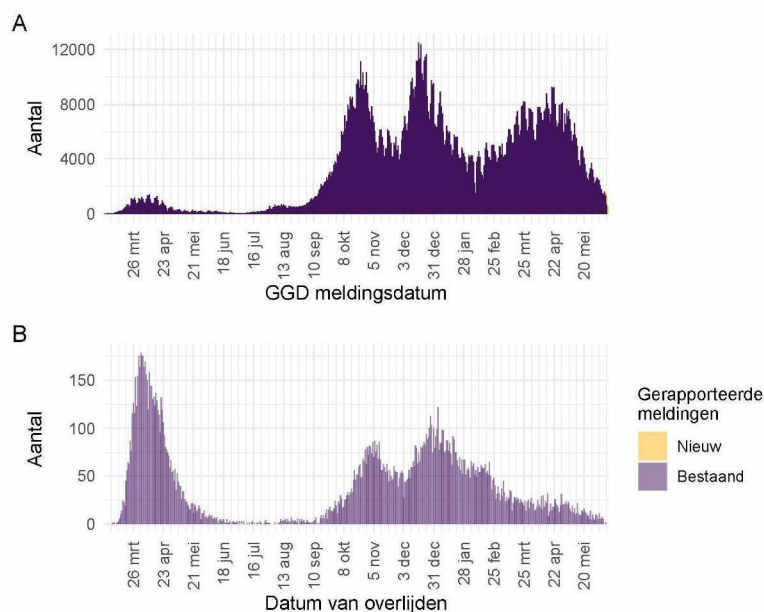 A
12000
8000
4000
0
Aantal
26 mrt
23 apr
21 mei
18 jun
16 jul
13 aug
10 sep
8 okt
5 nov
3 dec
31 dec
28 jan
25 feb
25 mrt
22 apr
20 mei
GGD meldingsdatum
B
150
100
50
0
Aantal
26 mrt
23 apr
21 mei
18 jun
16 jul
13 aug
10 sep
8 okt
5 nov
3 dec
31 dec
28 jan
25 feb
25 mrt
22 apr
20 mei
Datum van overlijden
Gerapporteerde
meldingen
Nieuw
Bestaand